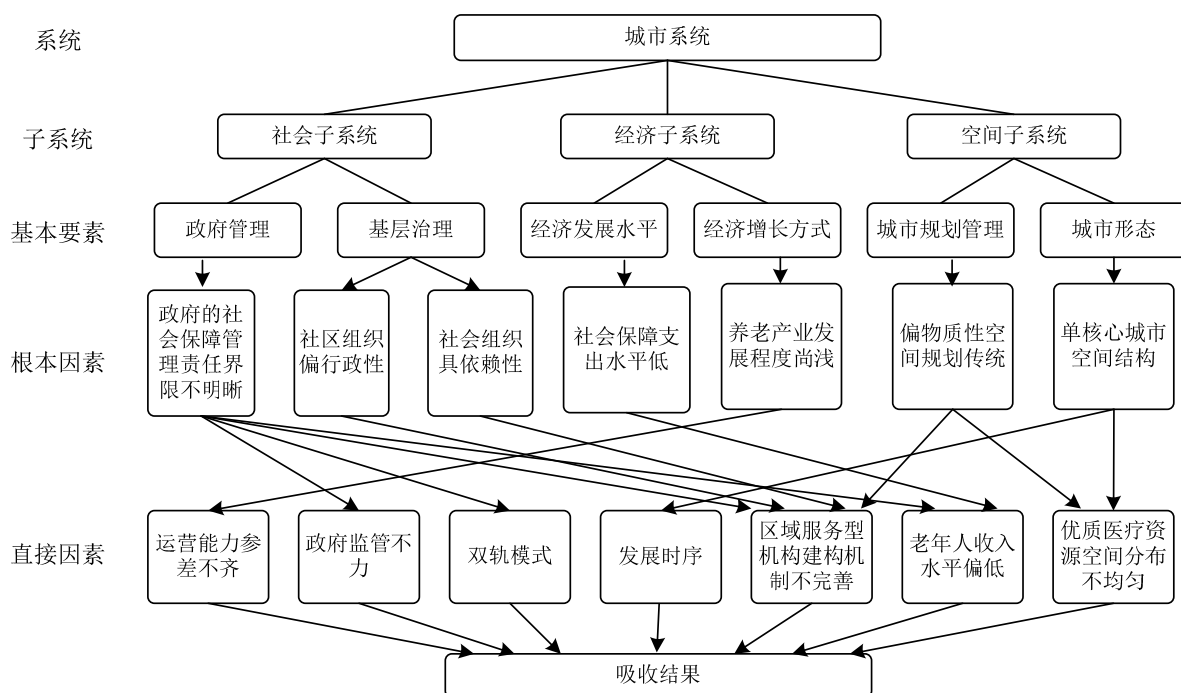 系统
城市系统
子系统
社会子系统
经济子系统
空间子系统
基本要素
政府管理
基层治理
经济发展水平
经济增长方式
城市规划管理
城市形态
根本因素
政府的社
会保障管
理责任界
限不明晰
社区组织
偏行政性
社会组织
具依赖性
社会保障支
出水平低
养老产业发
展程度尚浅
偏物质性空
间规划传统
单核心城市
空间结构
直接因素
运营能力参
差不齐
政府监管不
力
双轨模式
发展时序
区域服务型
机构建构机
制不完善
老年人收入
水平偏低
优质医疗资
源空间分布
不均匀
吸收结果